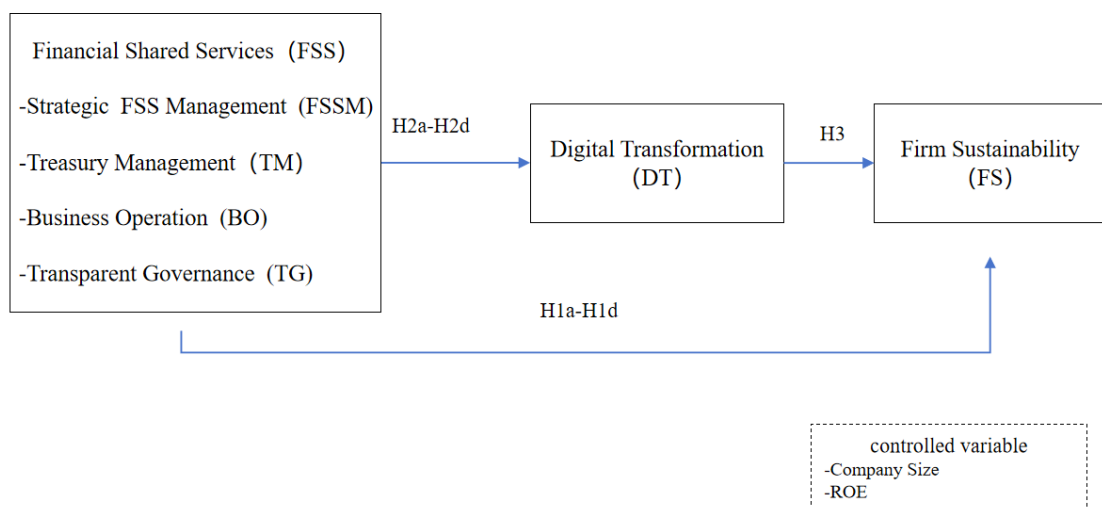 Financial Shared Services（FSS）
-Strategic FSS Management (FSSM)
-Treasury Management（TM）
-Business Operation (BO)
-Transparent Governance (TG)
H2a-H2d
Digital Transformation
（DT）
H3
Firm Sustainability
（FS）
H1a-H1d
controlled variable
-Company Size
-ROE